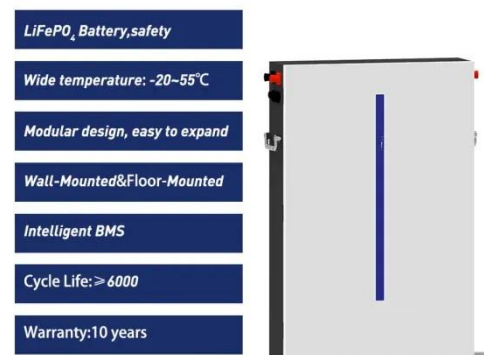 LiFePO4 Battery,safety
Wide temperature: -20~55℃
Modular design, easy to expand
Wall-Mounted&Floor-Mounted
Intelligent BMS
Cycle Life:≥6000
Warranty:10 years